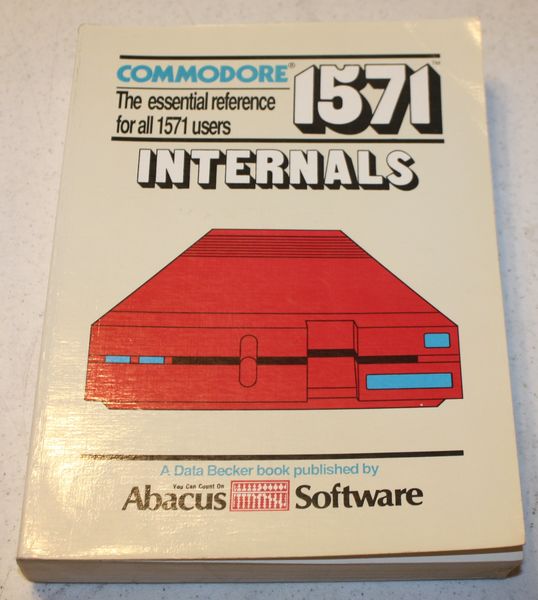 COMMODORE® 1571™
The essential reference
for all 1571 users
INTERNALS
A Data Becker book published by
You Can Count On
Abacus Software